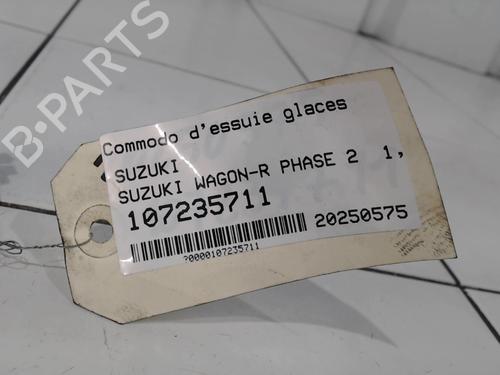 B-PARTS
Commodo d'essuie glaces
SUZUKI
SUZUKI WAGON-R PHASE 2 1,
107235711
20250575
?0000107235711